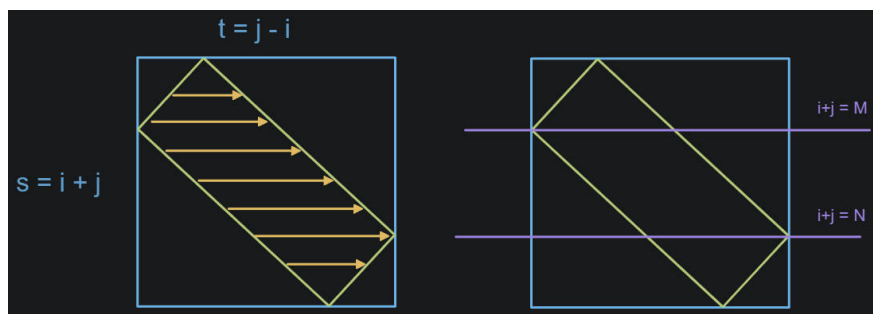 t = j - i
s = i + j
i+j = M
i+j = N